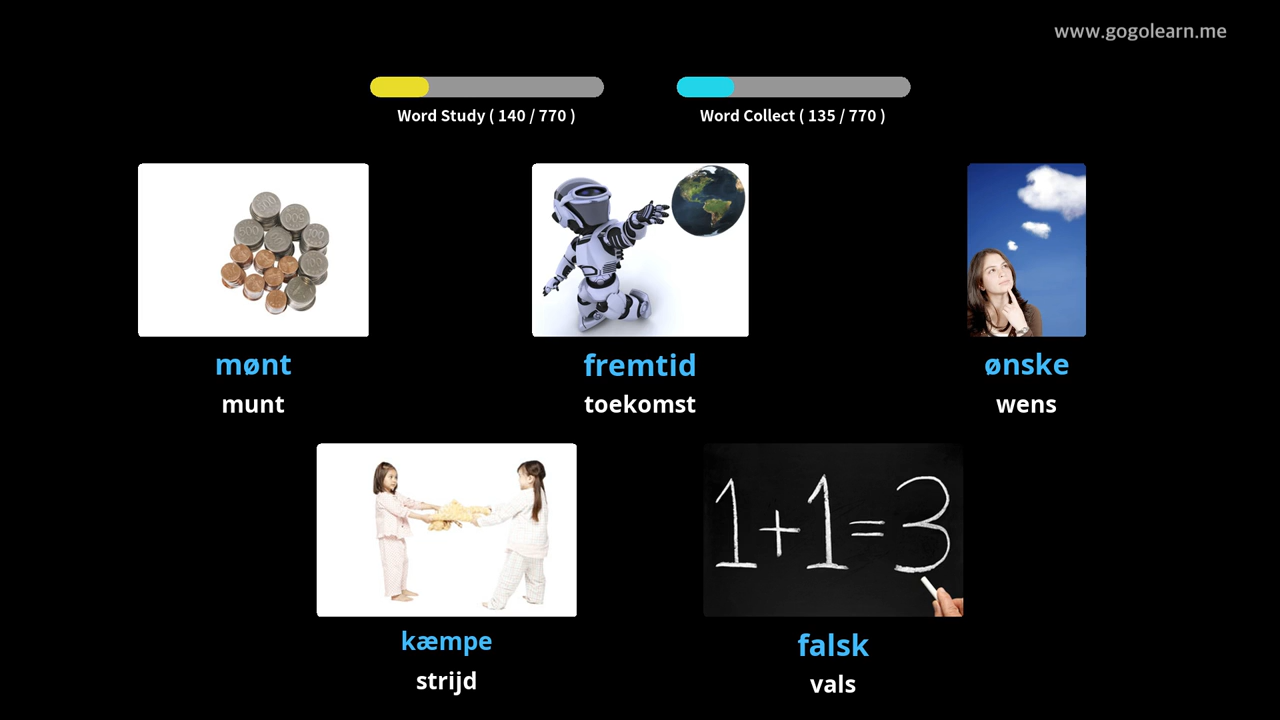 www.gogolearn.me
Word Study ( 140 / 770 )
Word Collect ( 135 / 770 )
mønt
munt
fremtid
toekomst
ønske
wens
1+1=3
kæmpe
strijd
falsk
vals